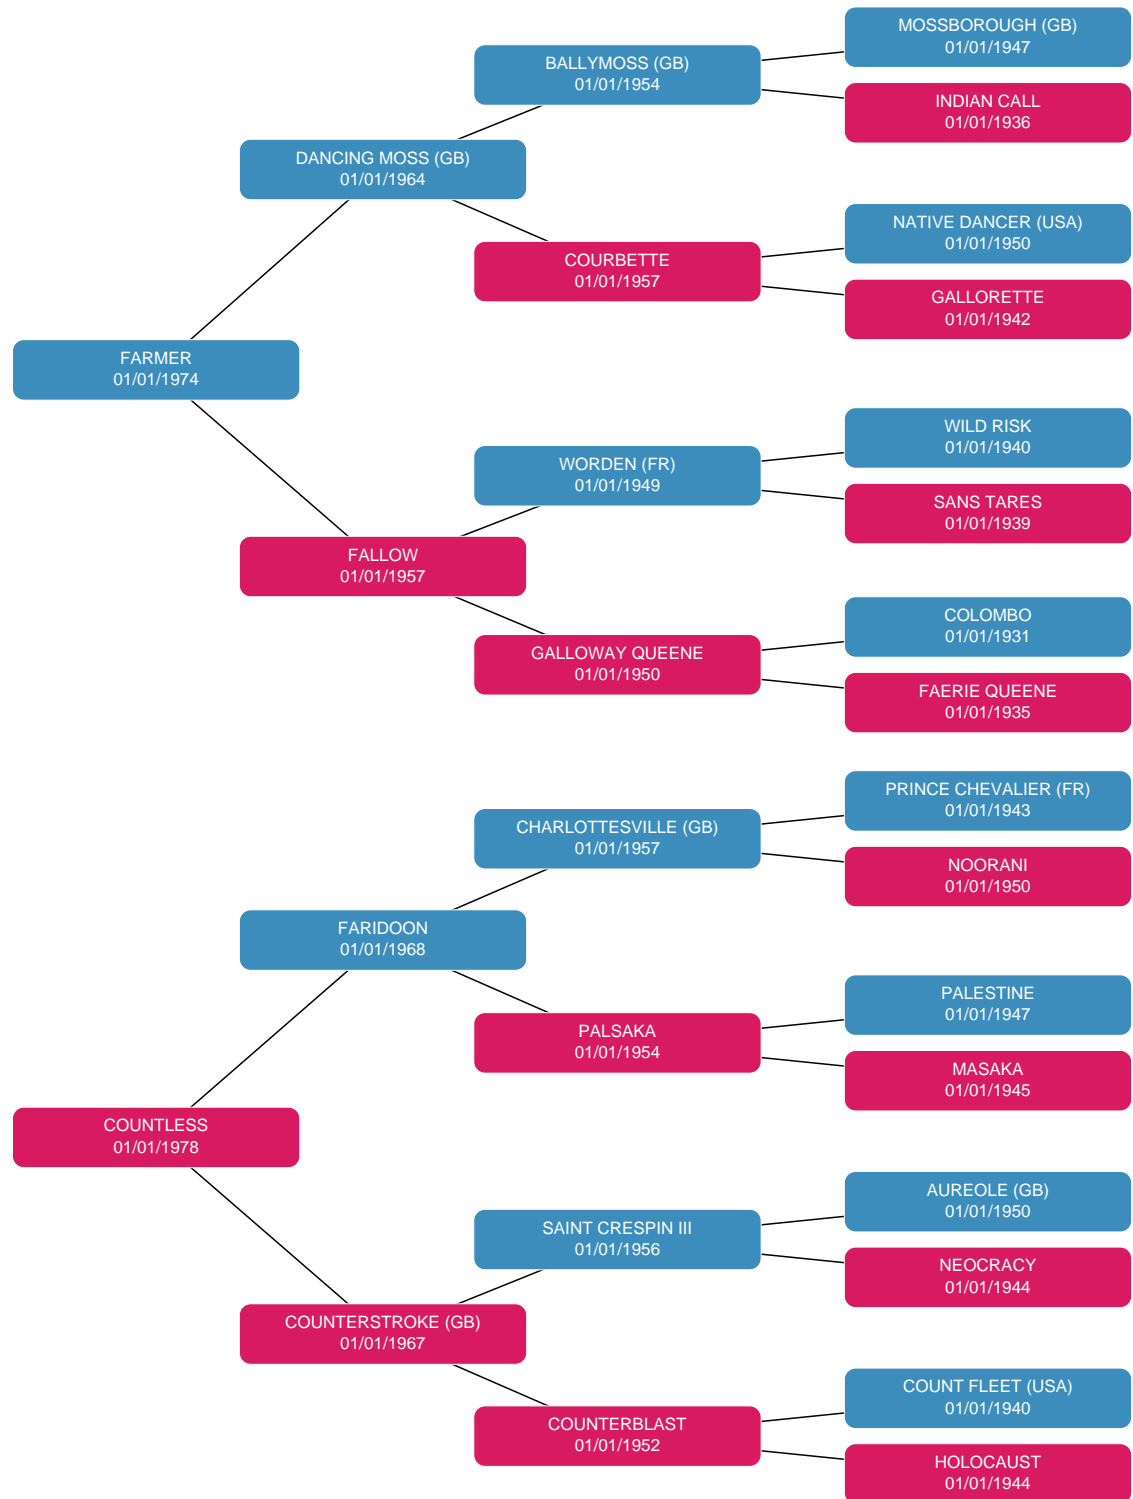 MOSSBOROUGH (GB)
01/01/1947
BALLYMOSS (GB)
01/01/1954
INDIAN CALL
01/01/1936
DANCING MOSS (GB)
01/01/1964
NATIVE DANCER (USA)
01/01/1950
COURBETTE
01/01/1957
GALLORETTE
01/01/1942
FARMER
01/01/1974
WILD RISK
01/01/1940
WORDEN (FR)
01/01/1949
SANS TARES
01/01/1939
FALLOW
01/01/1957
COLOMBO
01/01/1931
GALLOWAY QUEENE
01/01/1950
FAERIE QUEENE
01/01/1935
PRINCE CHEVALIER (FR)
01/01/1943
CHARLOTTESVILLE (GB)
01/01/1957
NOORANI
01/01/1950
FARIDOON
01/01/1968
PALESTINE
01/01/1947
PALSAKA
01/01/1954
MASAKA
01/01/1945
COUNTLESS
01/01/1978
AUREOLE (GB)
01/01/1950
SAINT CRESPIN III
01/01/1956
NEOCRACY
01/01/1944
COUNTERSTROKE (GB)
01/01/1967
COUNT FLEET (USA)
01/01/1940
COUNTERBLAST
01/01/1952
HOLOCAUST
01/01/1944